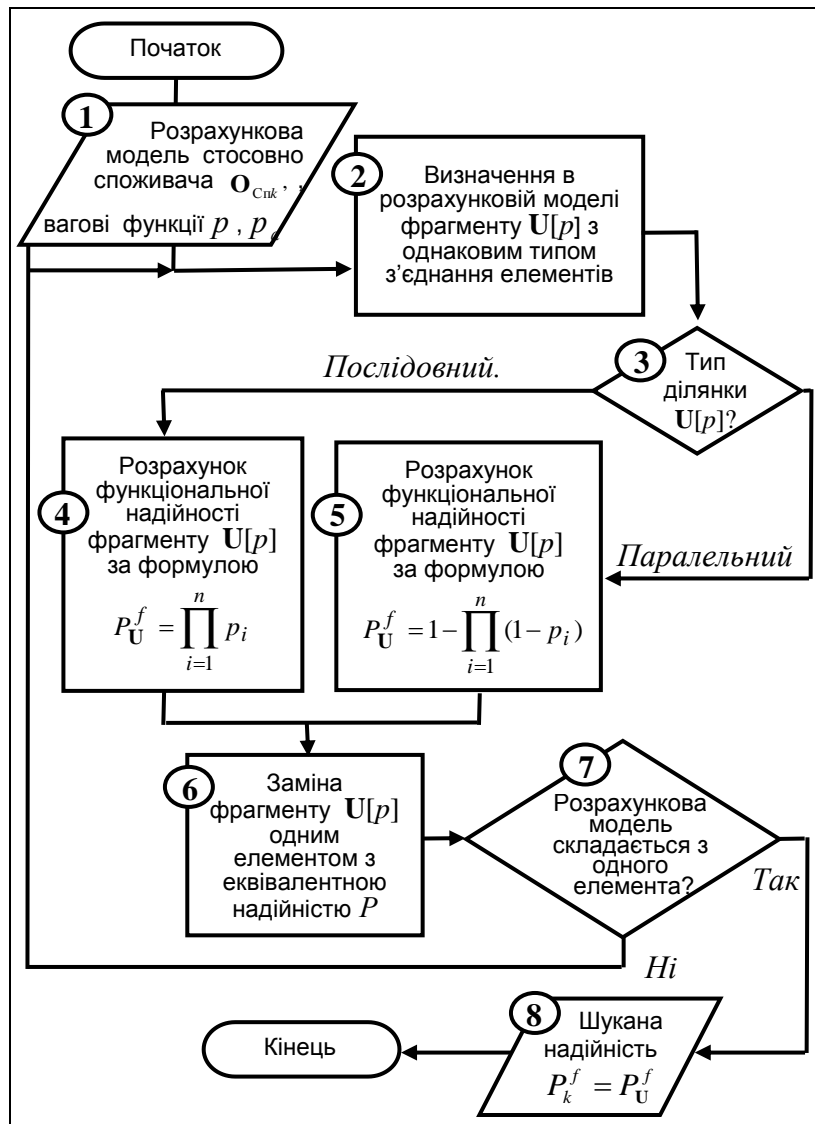 Початок
1
Розрахункова
модель стосовно
споживача O_Спk, ,
вагові функції p , p_c
2
Визначення в
розрахунковій моделі
фрагменту U[p] з
однаковим типом
з’єднання елементів
3
Тип
ділянки
U[p]?
Послідовний.
4
Розрахунок
функціональної
надійності
фрагменту U[p]
за формулою
P_U^f = ∏_{i=1}^{n} p_i
5
Розрахунок
функціональної
надійності
фрагменту U[p]
за формулою
P_U^f = 1 − ∏_{i=1}^{n} (1 − p_i)
Паралельний
6
Заміна
фрагменту U[p]
одним
елементом з
еквівалентною
надійністю P
7
Розрахункова
модель
складається з
одного
елемента?
Так
Ні
8
Шукана
надійність
P_k^f = P_U^f
Кінець